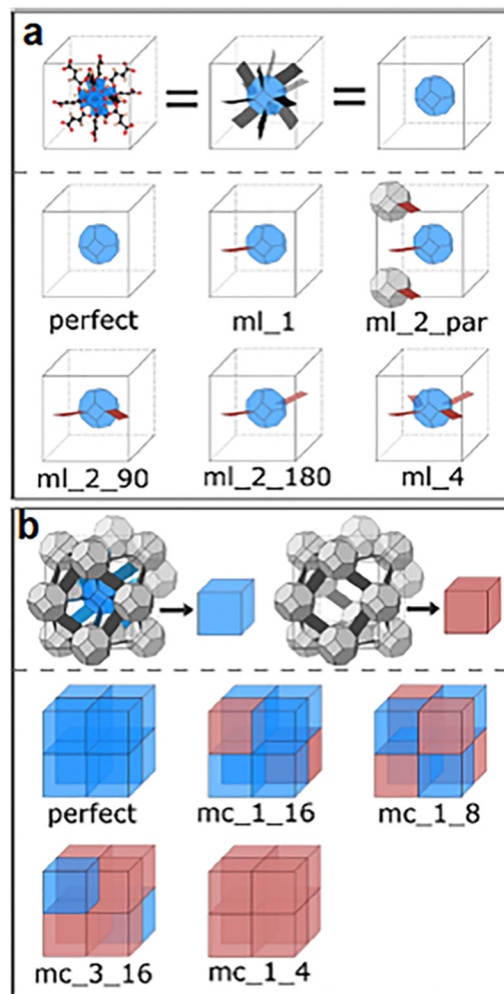 a
= =
perfect ml_1 ml_2_par
ml_2_90 ml_2_180 ml_4
b
perfect mc_1_16 mc_1_8
mc_3_16 mc_1_4